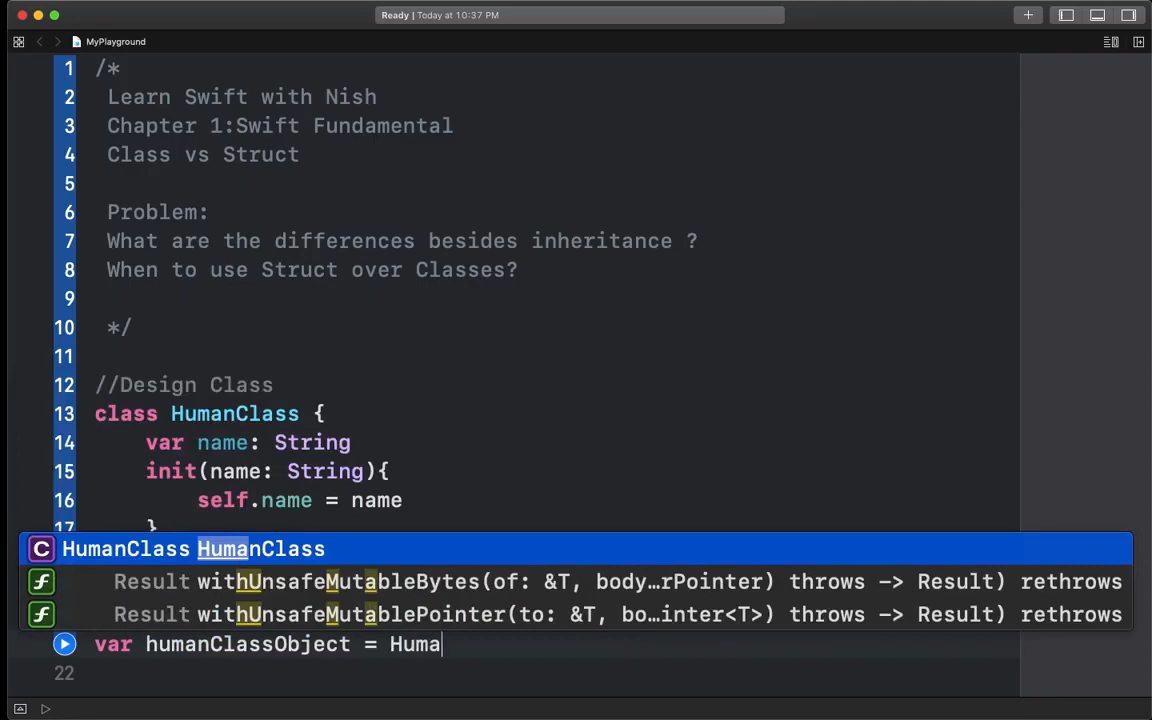 Ready | Today at 10:37 PM
MyPlayground
1 /*
2 Learn Swift with Nish
3 Chapter 1:Swift Fundamental
4 Class vs Struct
5
6 Problem:
7 What are the differences besides inheritance ?
8 When to use Struct over Classes?
9
10 */
11
12 //Design Class
13 class HumanClass {
14 var name: String
15 init(name: String){
16 self.name = name
17 }
C HumanClass HumanClass
f Result withUnsafeMutableBytes(of: &T, body…rPointer) throws -> Result) rethrows
f Result withUnsafeMutablePointer(to: &T, bo…inter<T>) throws -> Result) rethrows
var humanClassObject = Huma
22